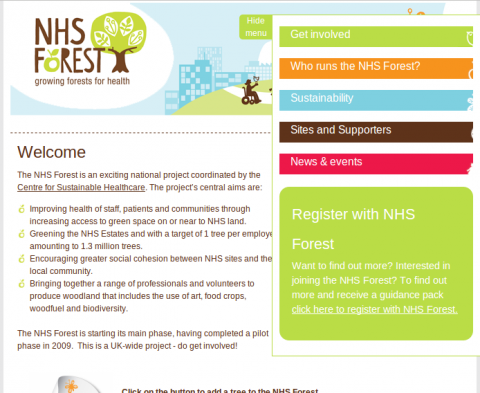 NHS
FOREST
growing forests for health
Hide
menu
Get involved
Who runs the NHS Forest?
Sustainability
Sites and Supporters
News & events
Register with NHS
Forest
Want to find out more? Interested in
joining the NHS Forest? To find out
more and receive a guidance pack
click here to register with NHS Forest.
Welcome
The NHS Forest is an exciting national project coordinated by the
Centre for Sustainable Healthcare. The project's central aims are:
Improving health of staff, patients and communities through
increasing access to green space on or near to NHS land.
Greening the NHS Estates and with a target of 1 tree per employe
amounting to 1.3 million trees.
Encouraging greater social cohesion between NHS sites and the
local community.
Bringing together a range of professionals and volunteers to
produce woodland that includes the use of art, food crops,
woodfuel and biodiversity.
The NHS Forest is starting its main phase, having completed a pilot
phase in 2009. This is a UK-wide project - do get involved!
Click on the button to add a tree to the NHS Forest